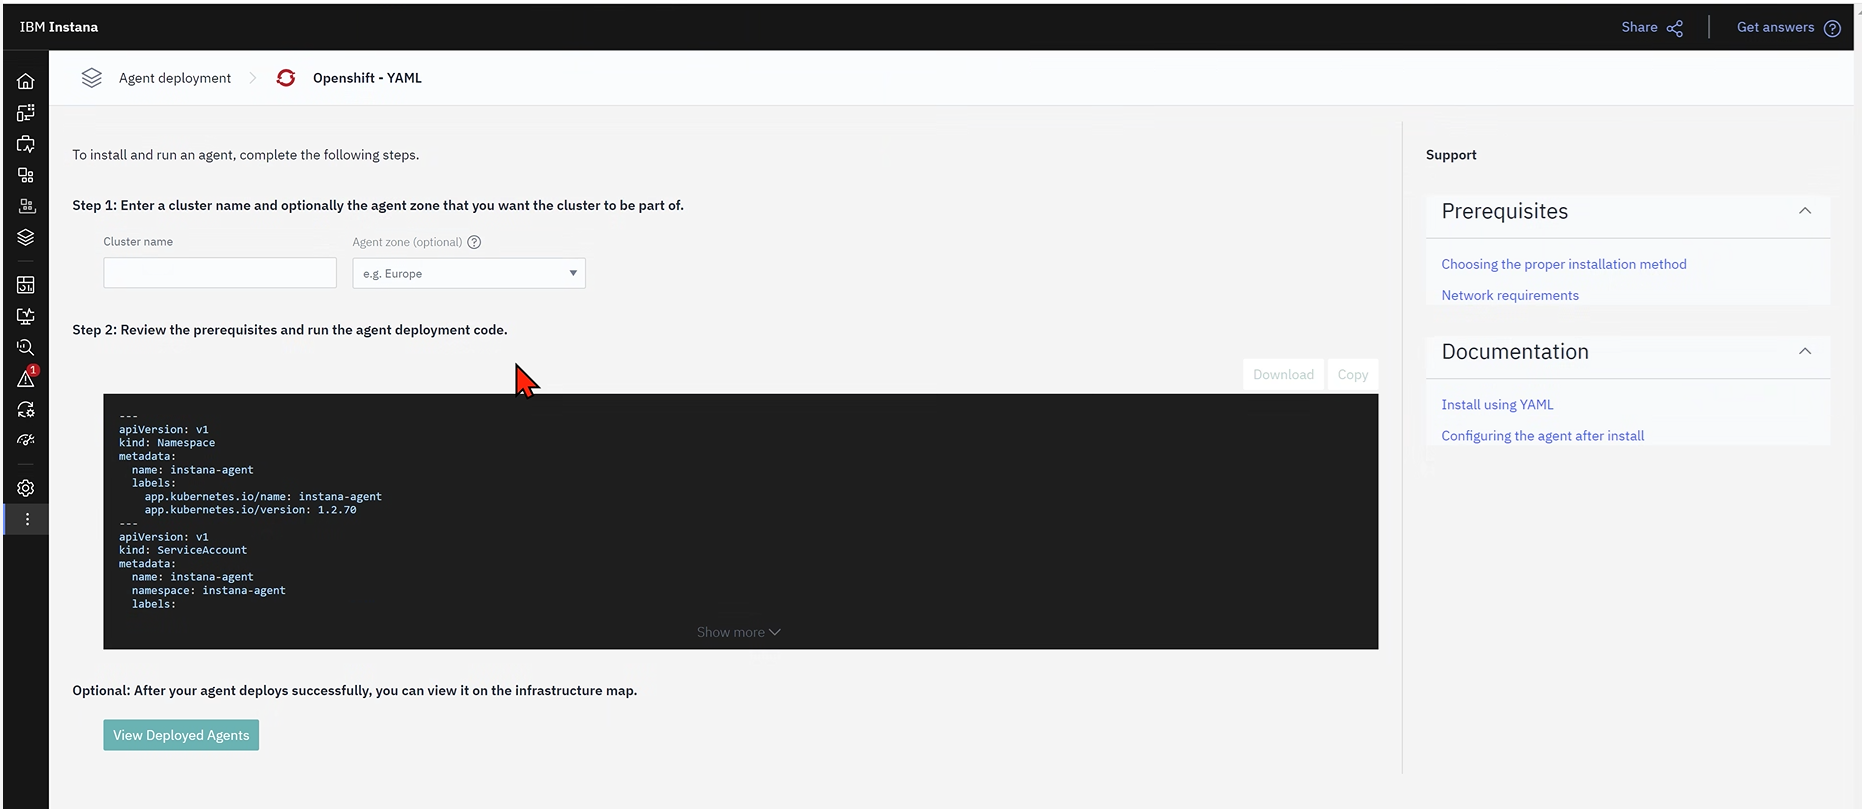 IBM Instana
Share
Get answers
Agent deployment
Openshift - YAML
To install and run an agent, complete the following steps.
Step 1: Enter a cluster name and optionally the agent zone that you want the cluster to be part of.
Cluster name
Agent zone (optional)
e.g. Europe
Step 2: Review the prerequisites and run the agent deployment code.
Download
Copy
---
apiVersion: v1
kind: Namespace
metadata:
  name: instana-agent
  labels:
    app.kubernetes.io/name: instana-agent
    app.kubernetes.io/version: 1.2.70
---
apiVersion: v1
kind: ServiceAccount
metadata:
  name: instana-agent
  namespace: instana-agent
  labels:
Show more
Optional: After your agent deploys successfully, you can view it on the infrastructure map.
View Deployed Agents
Support
Prerequisites
Choosing the proper installation method
Network requirements
Documentation
Install using YAML
Configuring the agent after install
1